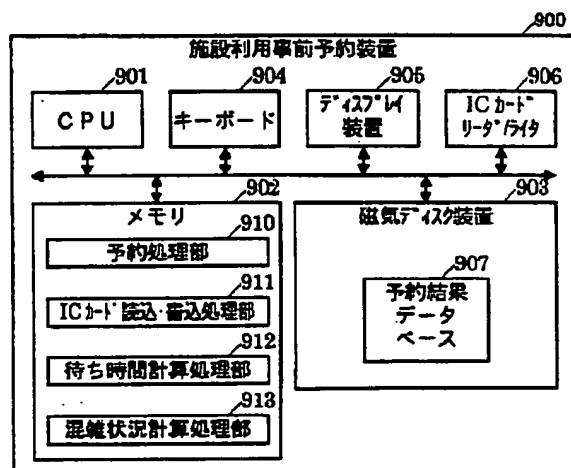 900
施設利用事前予約装置
901
904
905
906
CPU
キーボード
ディスプレイ
装置
ICカード
リーダ/ライタ
902
メモリ
903
磁気ディスク装置
910
予約処理部
911
ICカード読込・書込処理部
912
待ち時間計算処理部
913
混雑状況計算処理部
907
予約結果
データ
ベース